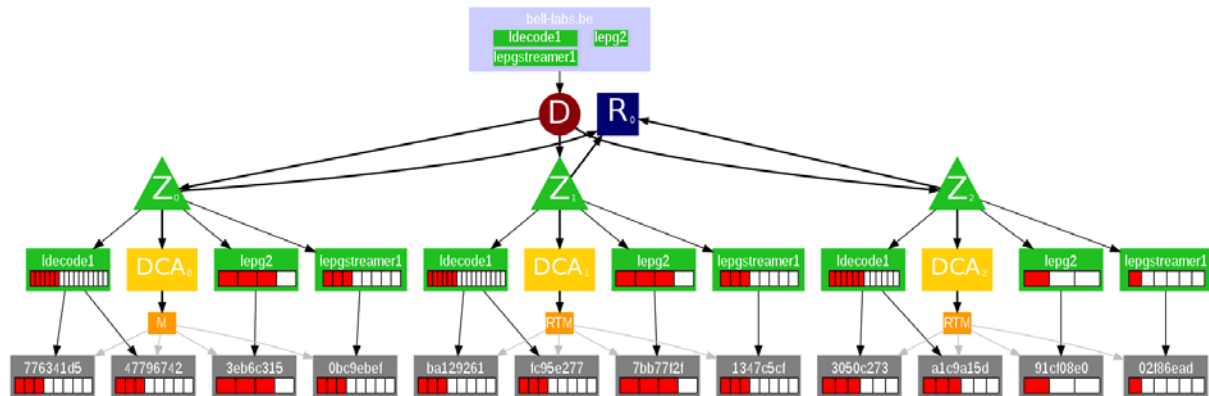 bell-labs.be
ldecode1 lepg2
lepgstreamer1
D R0
Z0 Z1 Z2
ldecode1 DCA0 lepg2 lepgstreamer1 ldecode1 DCA1 lepg2 lepgstreamer1 ldecode1 DCA2 lepg2 lepgstreamer1
M RTM RTM
776341d5 47796742 3eb6c315 0bc9ebef ba129261 fc95e277 7bb77f2f 1347c5cf 3050c273 a1c9a15d 91cf08e0 02f86ead